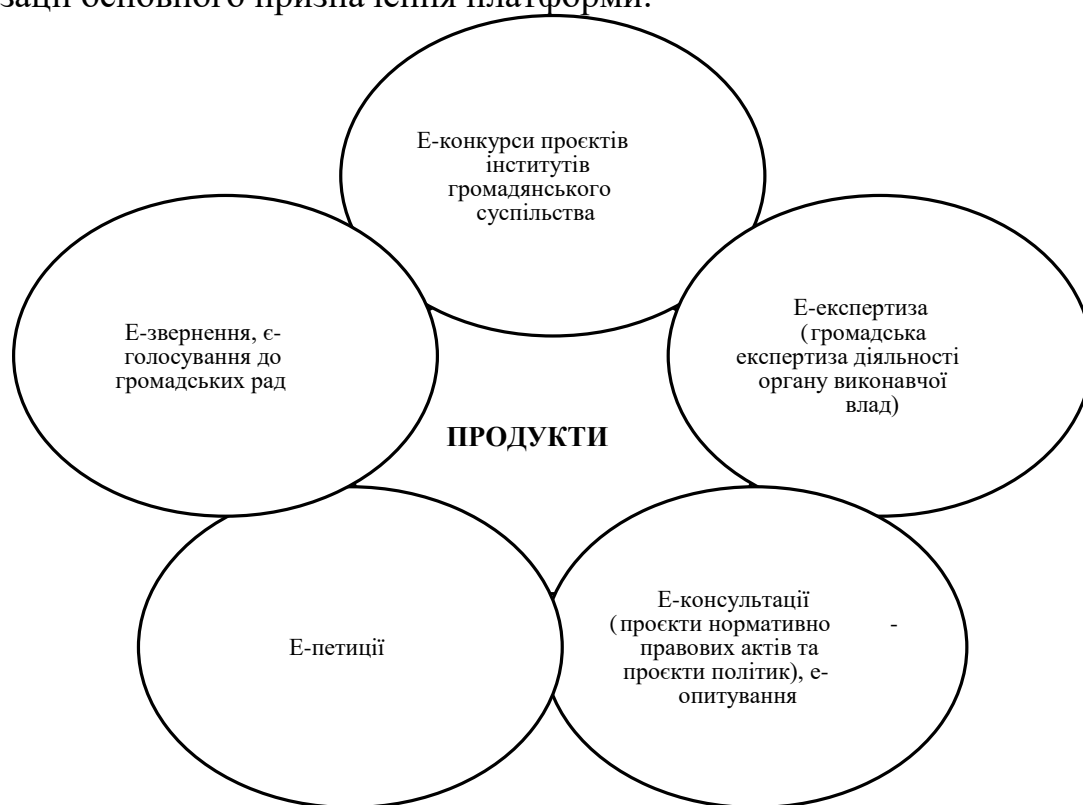 зації основного призначення платформи.
Е-конкурси проєктів
інститутів
громадянського
суспільства
Е-звернення, є-
голосування до
громадських рад
Е-експертиза
(громадська
експертиза діяльності
органу виконавчої
влад)
ПРОДУКТИ
Е-петиції
Е-консультації
(проєкти нормативно -
правових актів та
проєкти політик), е-
опитування